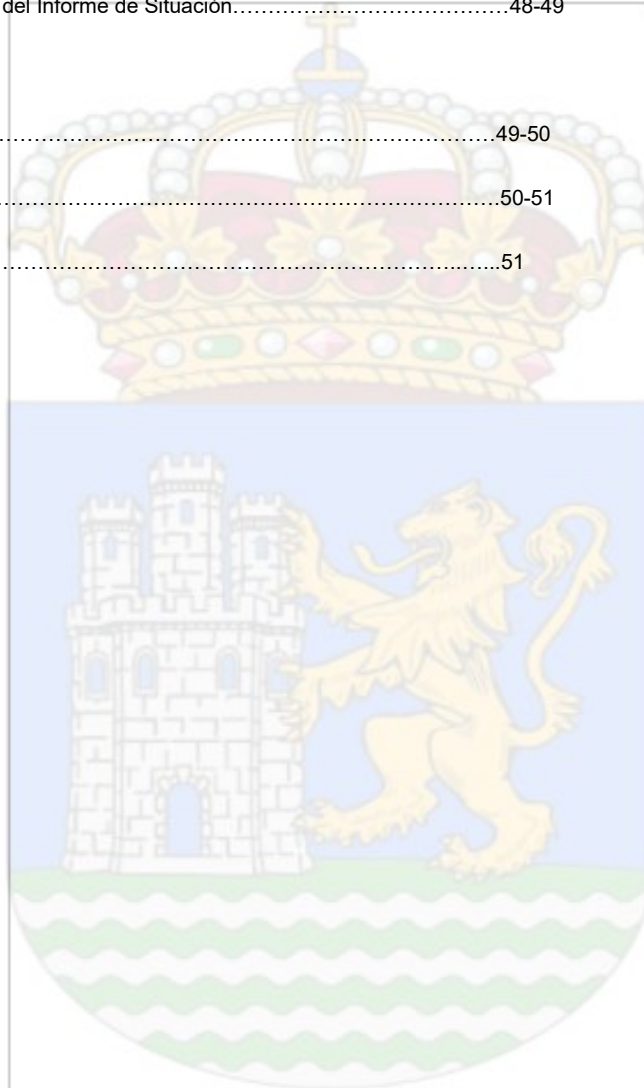 del Informe de Situación……………………………48-49
……………………………………………………49-50
……………………………………………………50-51
…………………………………………………….…...51